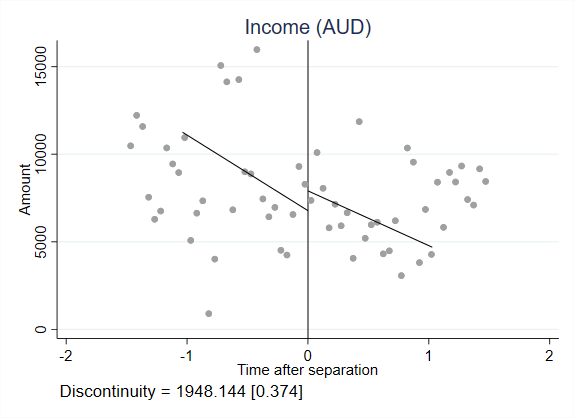 Income (AUD)
15000
10000
5000
0
Amount
-2
-1
0
1
2
Time after separation
Discontinuity = 1948.144 [0.374]